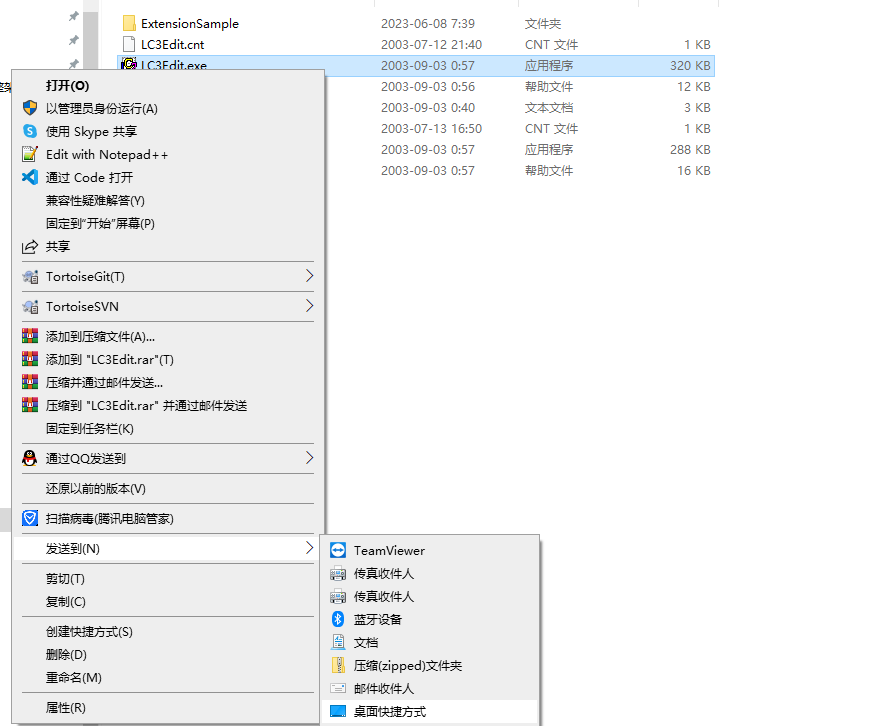 ExtensionSample 2023-06-08 7:39 文件夹
LC3Edit.cnt 2003-07-12 21:40 CNT 文件 1 KB
LC3Edit.exe 2003-09-03 0:57 应用程序 320 KB
2003-09-03 0:56 帮助文件 12 KB
2003-09-03 0:40 文本文档 3 KB
2003-07-13 16:50 CNT 文件 1 KB
2003-09-03 0:57 应用程序 288 KB
2003-09-03 0:57 帮助文件 16 KB
打开(O)
以管理员身份运行(A)
使用 Skype 共享
Edit with Notepad++
通过 Code 打开
兼容性疑难解答(Y)
固定到"开始"屏幕(P)
共享
TortoiseGit(T)
TortoiseSVN
添加到压缩文件(A)...
添加到 "LC3Edit.rar"(T)
压缩并通过邮件发送...
压缩到 "LC3Edit.rar" 并通过邮件发送
固定到任务栏(K)
通过QQ发送到
还原以前的版本(V)
扫描病毒(腾讯电脑管家)
发送到(N)
剪切(T)
复制(C)
创建快捷方式(S)
删除(D)
重命名(M)
属性(R)
TeamViewer
传真收件人
传真收件人
蓝牙设备
文档
压缩(zipped)文件夹
邮件收件人
桌面快捷方式